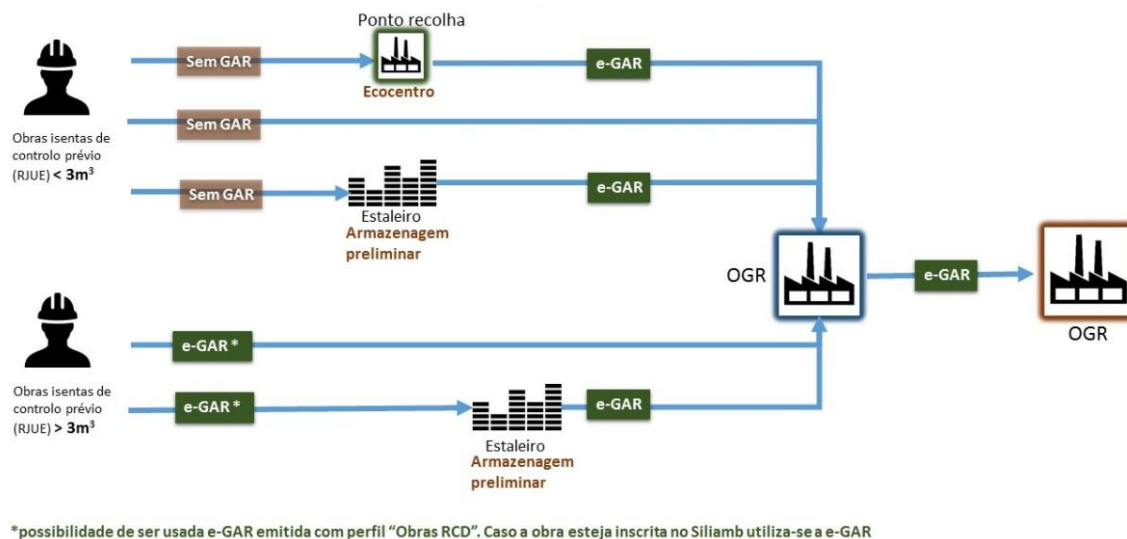 Ponto recolha
Sem GAR
e-GAR
Ecocentro
Obras isentas de
controlo prévio
(RJUE) < 3m³
Sem GAR
Sem GAR
e-GAR
Estaleiro
Armazenagem
preliminar
OGR
e-GAR
OGR
Obras isentas de
controlo prévio
(RJUE) > 3m³
e-GAR *
e-GAR *
e-GAR
Estaleiro
Armazenagem
preliminar
*possibilidade de ser usada e-GAR emitida com perfil “Obras RCD”. Caso a obra esteja inscrita no Siliamb utiliza-se a e-GAR